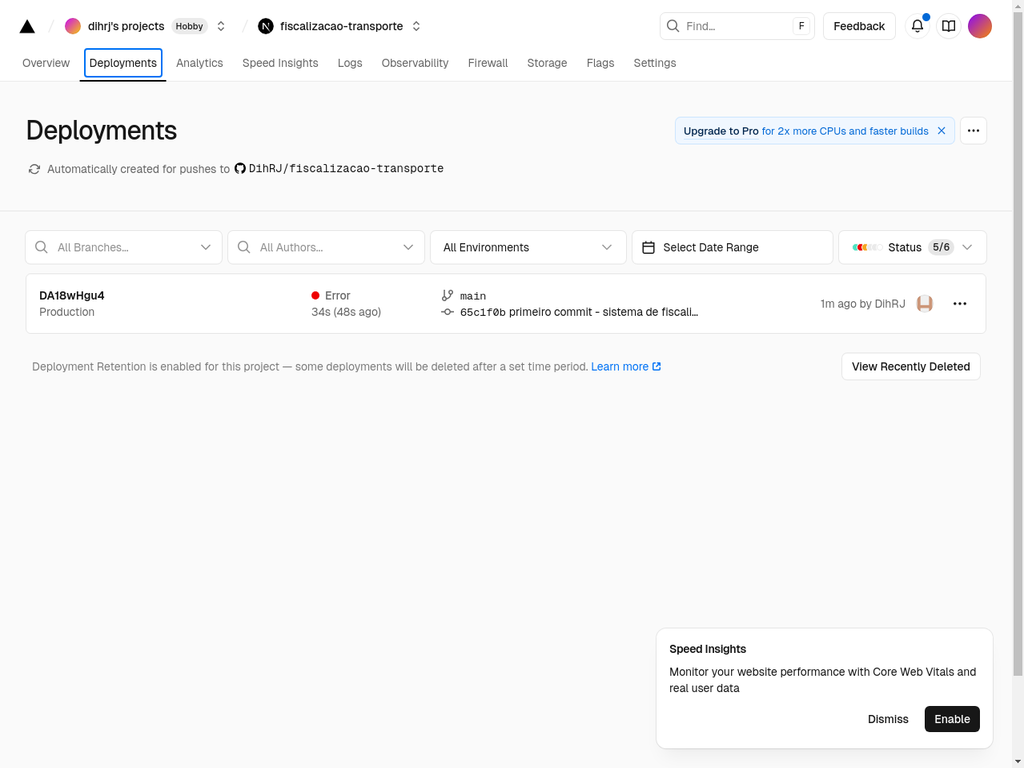 dihrj's projects Hobby fiscalizacao-transporte Find... F Feedback
Overview Deployments Analytics Speed Insights Logs Observability Firewall Storage Flags Settings
Deployments
Upgrade to Pro for 2x more CPUs and faster builds
Automatically created for pushes to DihRJ/fiscalizacao-transporte
All Branches... All Authors... All Environments Select Date Range Status 5/6
DA18wHgu4 Error main
Production 34s (48s ago) 65c1f0b primeiro commit - sistema de fiscali... 1m ago by DihRJ
Deployment Retention is enabled for this project — some deployments will be deleted after a set time period. Learn more View Recently Deleted
Speed Insights
Monitor your website performance with Core Web Vitals and
real user data
Dismiss Enable